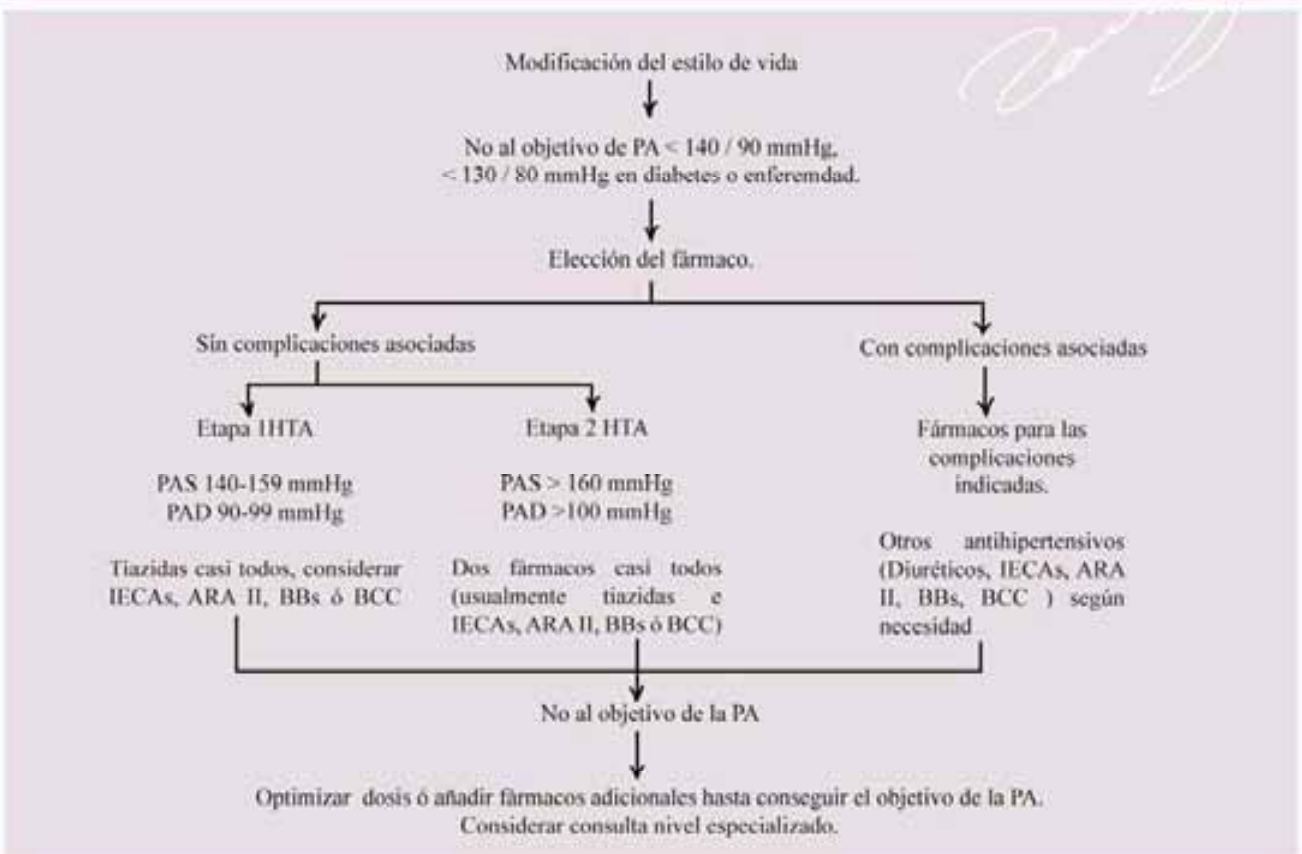 Modificación del estilo de vida
No al objetivo de PA < 140 / 90 mmHg,
< 130 / 80 mmHg en diabetes o enferemdad.
Elección del fármaco.
Sin complicaciones asociadas
Con complicaciones asociadas
Etapa 1HTA
PAS 140-159 mmHg
PAD 90-99 mmHg
Tiazidas casi todos, considerar
IECAs, ARA II, BBs ó BCC
Etapa 2 HTA
PAS > 160 mmHg
PAD >100 mmHg
Dos fármacos casi todos
(usualmente tiazidas e
IECAs, ARA II, BBs ó BCC)
Fármacos para las
complicaciones
indicadas.
Otros antihipertensivos
(Diuréticos, IECAs, ARA
II, BBs, BCC ) según
necesidad
No al objetivo de la PA
Optimizar dosis ó añadir fármacos adicionales hasta conseguir el objetivo de la PA.
Considerar consulta nivel especializado.